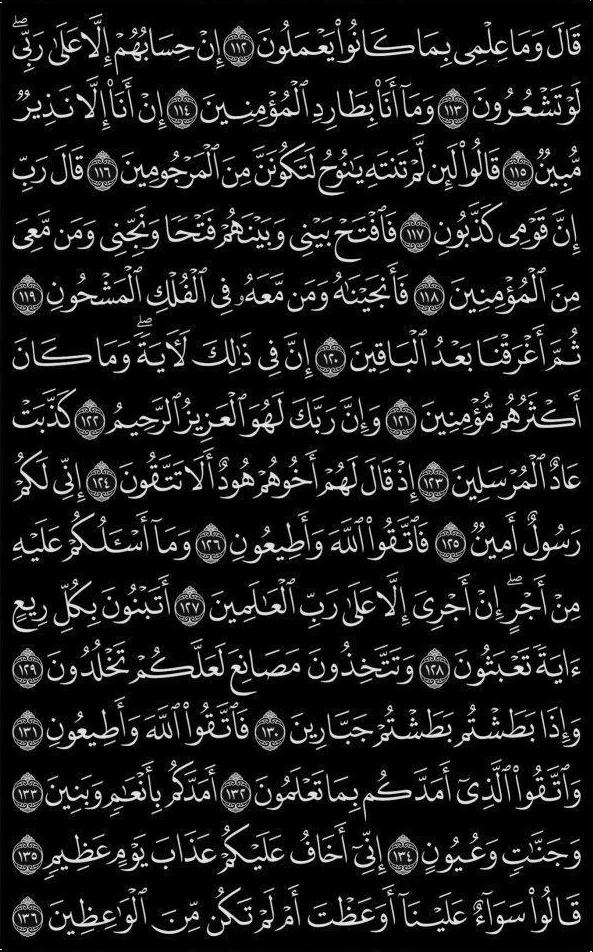 قَالَ وَمَا عِلْمِى بِمَا كَانُوا۟ يَعْمَلُونَ ١١٢ إِنْ حِسَابُهُمْ إِلَّا عَلَىٰ رَبِّى ۖ
لَوْ تَشْعُرُونَ ١١٣ وَمَآ أَنَا۠ بِطَارِدِ ٱلْمُؤْمِنِينَ ١١٤ إِنْ أَنَا۠ إِلَّا نَذِيرٌ
مُّبِينٌ ١١٥ قَالُوا۟ لَئِن لَّمْ تَنتَهِ يَـٰنُوحُ لَتَكُونَنَّ مِنَ ٱلْمَرْجُومِينَ ١١٦ قَالَ رَبِّ
إِنَّ قَوْمِى كَذَّبُونِ ١١٧ فَٱفْتَحْ بَيْنِى وَبَيْنَهُمْ فَتْحًا وَنَجِّنِى وَمَن مَّعِىَ
مِنَ ٱلْمُؤْمِنِينَ ١١٨ فَأَنجَيْنَـٰهُ وَمَن مَّعَهُۥ فِى ٱلْفُلْكِ ٱلْمَشْحُونِ ١١٩
ثُمَّ أَغْرَقْنَا بَعْدُ ٱلْبَاقِينَ ١٢٠ إِنَّ فِى ذَٰلِكَ لَـَٔايَةً ۖ وَمَا كَانَ
أَكْثَرُهُم مُّؤْمِنِينَ ١٢١ وَإِنَّ رَبَّكَ لَهُوَ ٱلْعَزِيزُ ٱلرَّحِيمُ ١٢٢ كَذَّبَتْ
عَادٌ ٱلْمُرْسَلِينَ ١٢٣ إِذْ قَالَ لَهُمْ أَخُوهُمْ هُودٌ أَلَا تَتَّقُونَ ١٢٤ إِنِّى لَكُمْ
رَسُولٌ أَمِينٌ ١٢٥ فَٱتَّقُوا۟ ٱللَّهَ وَأَطِيعُونِ ١٢٦ وَمَآ أَسْـَٔلُكُمْ عَلَيْهِ
مِنْ أَجْرٍ ۖ إِنْ أَجْرِىَ إِلَّا عَلَىٰ رَبِّ ٱلْعَـٰلَمِينَ ١٢٧ أَتَبْنُونَ بِكُلِّ رِيعٍ
ءَايَةً تَعْبَثُونَ ١٢٨ وَتَتَّخِذُونَ مَصَانِعَ لَعَلَّكُمْ تَخْلُدُونَ ١٢٩
وَإِذَا بَطَشْتُم بَطَشْتُمْ جَبَّارِينَ ١٣٠ فَٱتَّقُوا۟ ٱللَّهَ وَأَطِيعُونِ ١٣١
وَٱتَّقُوا۟ ٱلَّذِىٓ أَمَدَّكُم بِمَا تَعْلَمُونَ ١٣٢ أَمَدَّكُم بِأَنْعَـٰمٍ وَبَنِينَ ١٣٣
وَجَنَّـٰتٍ وَعُيُونٍ ١٣٤ إِنِّىٓ أَخَافُ عَلَيْكُمْ عَذَابَ يَوْمٍ عَظِيمٍ ١٣٥
قَالُوا۟ سَوَآءٌ عَلَيْنَآ أَوَعَظْتَ أَمْ لَمْ تَكُن مِّنَ ٱلْوَٰعِظِينَ ١٣٦